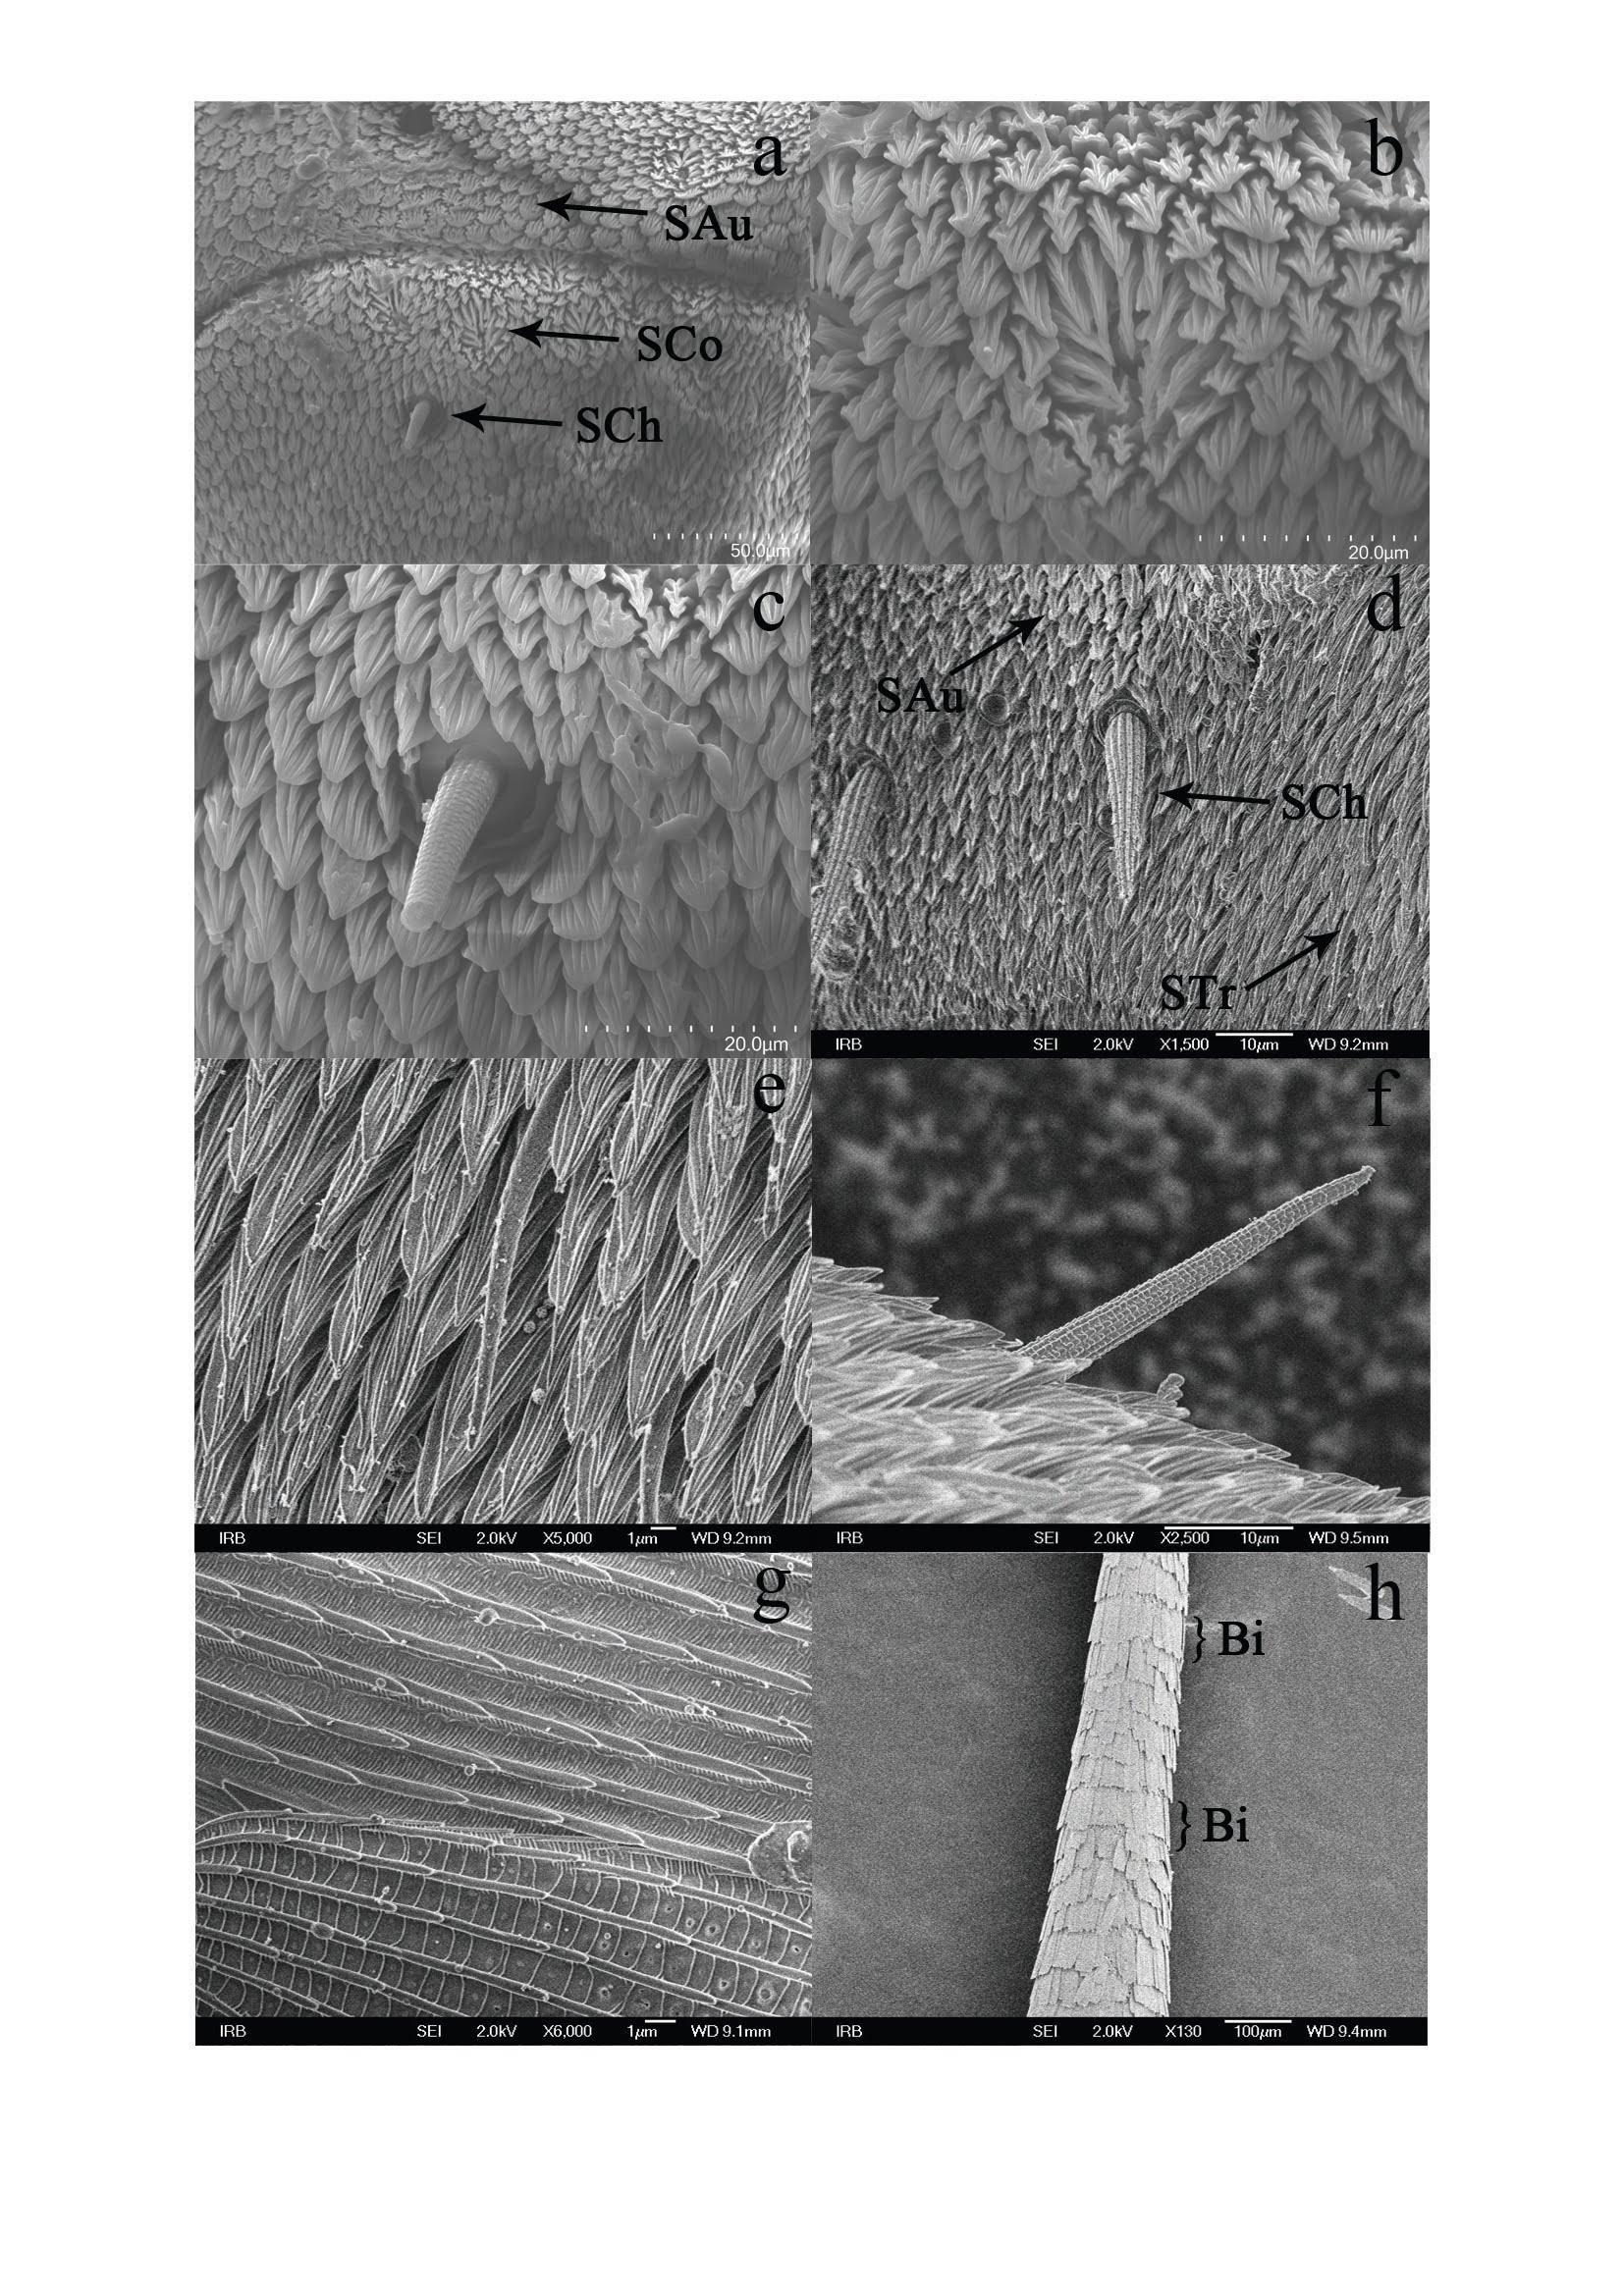 a
SAu
SCo
SCh
50.0µm
b
20.0µm
c
20.0µm
d
SAu
SCh
STr
IRB SEI 2.0kV X1,500 10µm WD 9.2mm
e
IRB SEI 2.0kV X5,000 1µm WD 9.2mm
f
IRB SEI 2.0kV X2,500 10µm WD 9.5mm
g
IRB SEI 2.0kV X6,000 1µm WD 9.1mm
h
} Bi
} Bi
IRB SEI 2.0kV X130 100µm WD 9.4mm